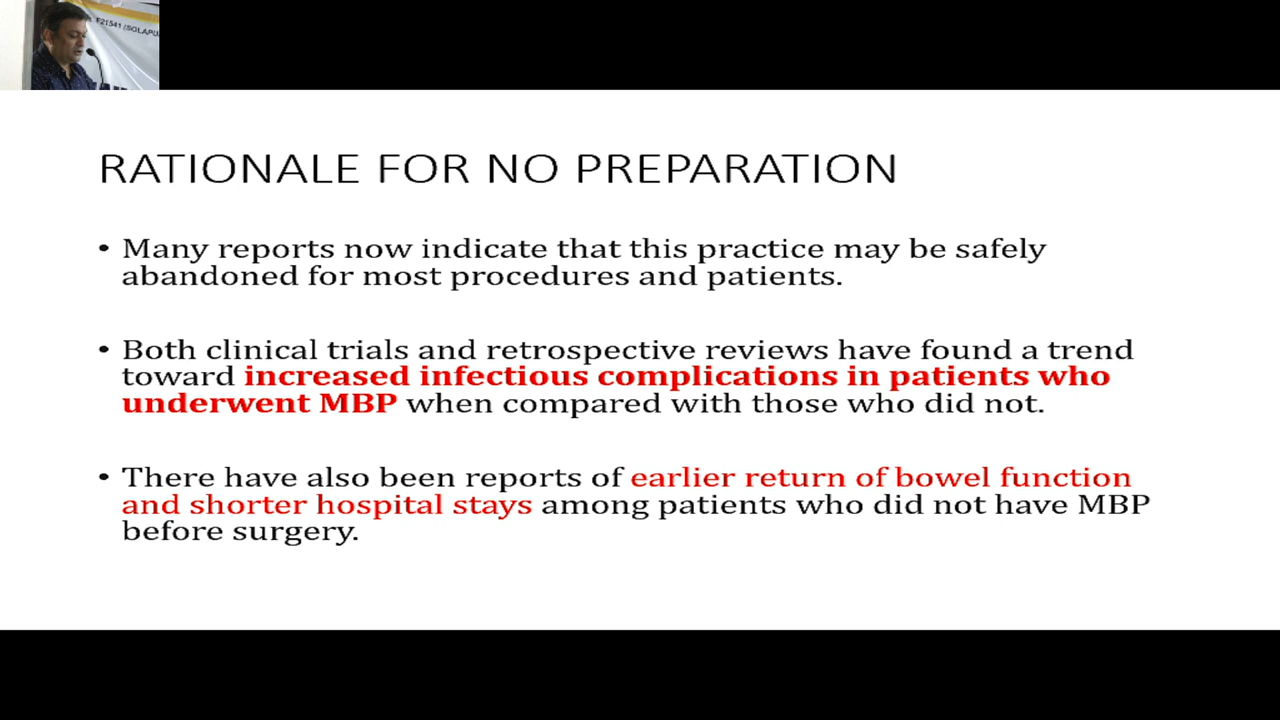 F21541 (SOLAPU
RATIONALE FOR NO PREPARATION
• Many reports now indicate that this practice may be safely
abandoned for most procedures and patients.
• Both clinical trials and retrospective reviews have found a trend
toward increased infectious complications in patients who
underwent MBP when compared with those who did not.
• There have also been reports of earlier return of bowel function
and shorter hospital stays among patients who did not have MBP
before surgery.